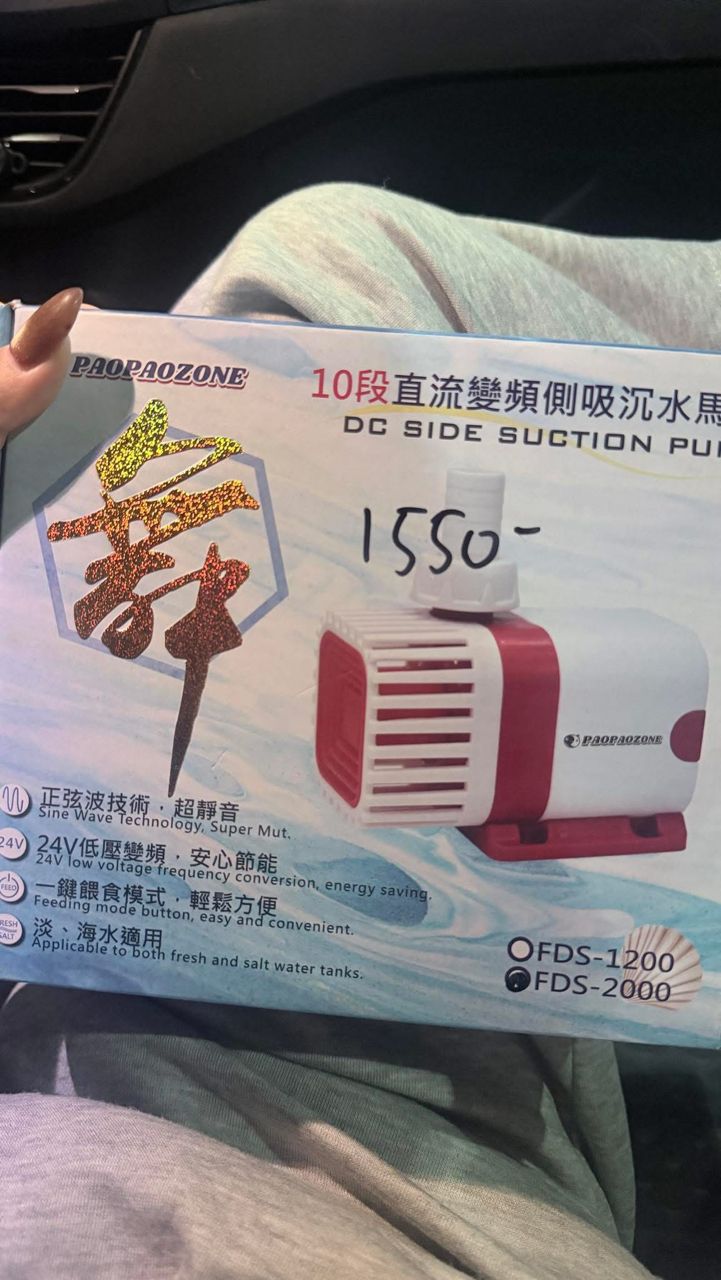 PAOPAOZONE
10段直流變頻側吸沉水馬
DC SIDE SUCTION PU
舞
1550-
PAOPAOZONE
正弦波技術，超靜音
Sine Wave Technology, Super Mut.
24V
24V低壓變頻，安心節能
24V low voltage frequency conversion, energy saving.
FEED
一鍵餵食模式，輕鬆方便
Feeding mode button, easy and convenient.
FRESH
SALT
淡、海水適用
Applicable to both fresh and salt water tanks.
FDS-1200
FDS-2000